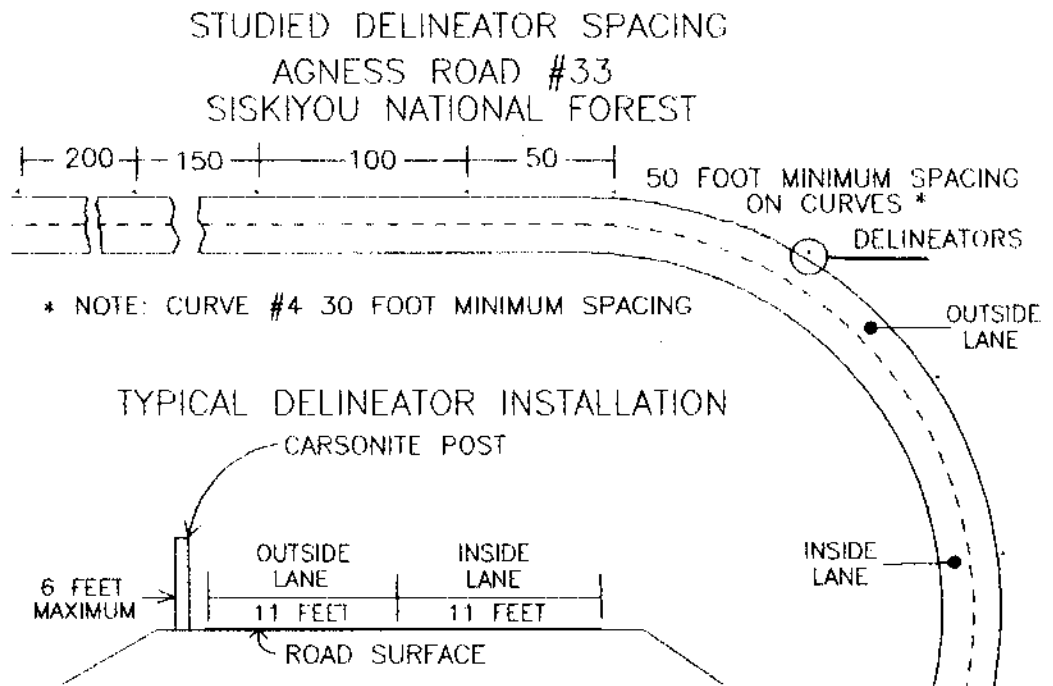 STUDIED DELINEATOR SPACING
AGNESS ROAD #33
SISKIYOU NATIONAL FOREST
200 150 100 50
50 FOOT MINIMUM SPACING
ON CURVES *
DELINEATORS
* NOTE: CURVE #4 30 FOOT MINIMUM SPACING
OUTSIDE
LANE
TYPICAL DELINEATOR INSTALLATION
CARSONITE POST
OUTSIDE
LANE
INSIDE
LANE
INSIDE
LANE
6 FEET
MAXIMUM
11 FEET 11 FEET
ROAD SURFACE